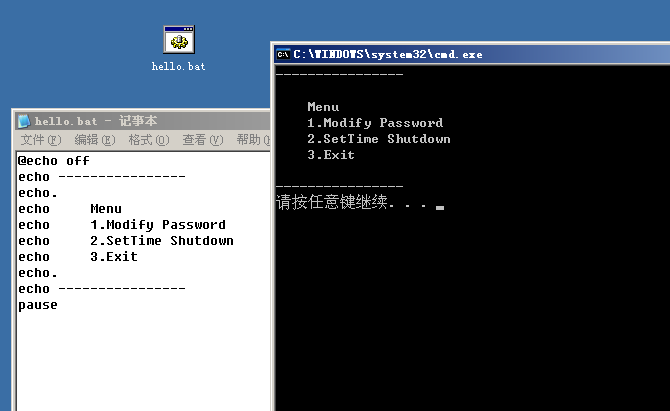 hello.bat
hello.bat - 记事本
文件(F) 编辑(E) 格式(O) 查看(V) 帮助(H
@echo off
echo ----------------
echo.
echo     Menu
echo     1.Modify Password
echo     2.SetTime Shutdown
echo     3.Exit
echo.
echo ----------------
pause
C:\WINDOWS\system32\cmd.exe
----------------
    Menu
    1.Modify Password
    2.SetTime Shutdown
    3.Exit
----------------
请按任意键继续. . .